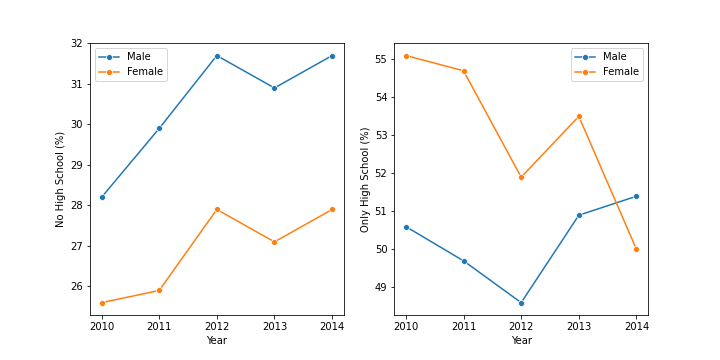 Male
Female
32
31
30
29
28
27
26
No High School (%)
2010 2011 2012 2013 2014
Year
Male
Female
55
54
53
52
51
50
49
Only High School (%)
2010 2011 2012 2013 2014
Year